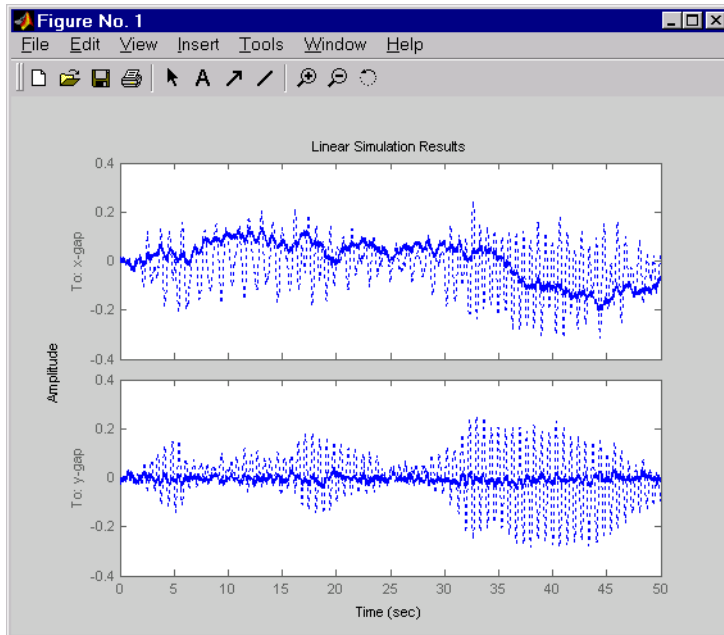 Figure No. 1
File Edit View Insert Tools Window Help
A
Linear Simulation Results
Amplitude
To: x-gap
0.4
0.2
0
-0.2
-0.4
To: y-gap
0.4
0.2
0
-0.2
-0.4
0 5 10 15 20 25 30 35 40 45 50
Time (sec)